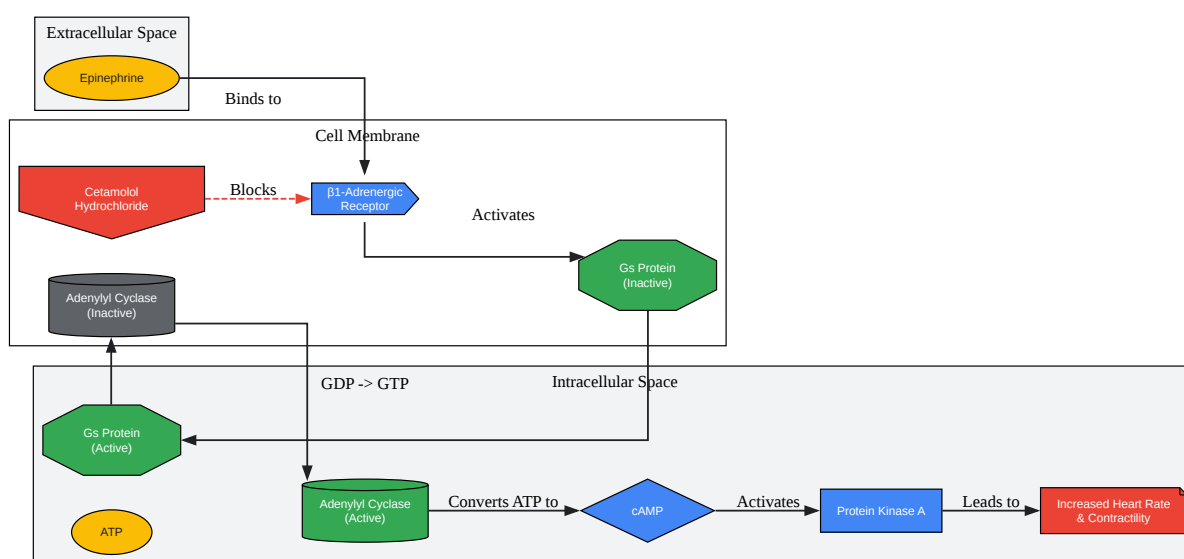 Extracellular Space
Epinephrine
Binds to
Cell Membrane
Cetamolol
Hydrochloride
Blocks
β1-Adrenergic
Receptor
Activates
Gs Protein
(Inactive)
Adenylyl Cyclase
(Inactive)
GDP -> GTP
Intracellular Space
Gs Protein
(Active)
ATP
Adenylyl Cyclase
(Active)
Converts ATP to
cAMP
Activates
Protein Kinase A
Leads to
Increased Heart Rate
& Contractility